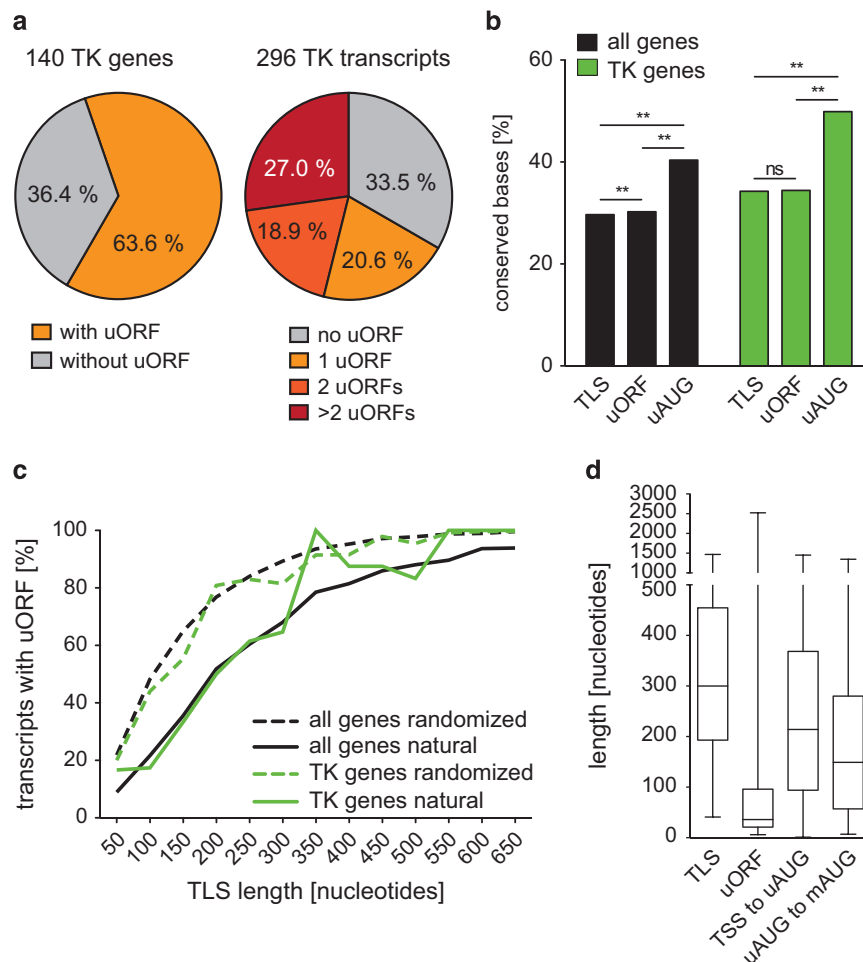 a
140 TK genes
296 TK transcripts
36.4 %
63.6 %
27.0 %
33.5 %
18.9 %
20.6 %
with uORF
without uORF
no uORF
1 uORF
2 uORFs
>2 uORFs
b
all genes
TK genes
conserved bases [%]
60
40
20
0
**
**
**
**
**
ns
TLS
uORF
uAUG
TLS
uORF
uAUG
c
transcripts with uORF [%]
100
80
60
40
20
0
all genes randomized
all genes natural
TK genes randomized
TK genes natural
50
100
150
200
250
300
350
400
450
500
550
600
650
TLS length [nucleotides]
d
length [nucleotides]
3000
2500
2000
1500
1000
500
400
300
200
100
0
TLS
uORF
TSS to uAUG
uAUG to mAUG